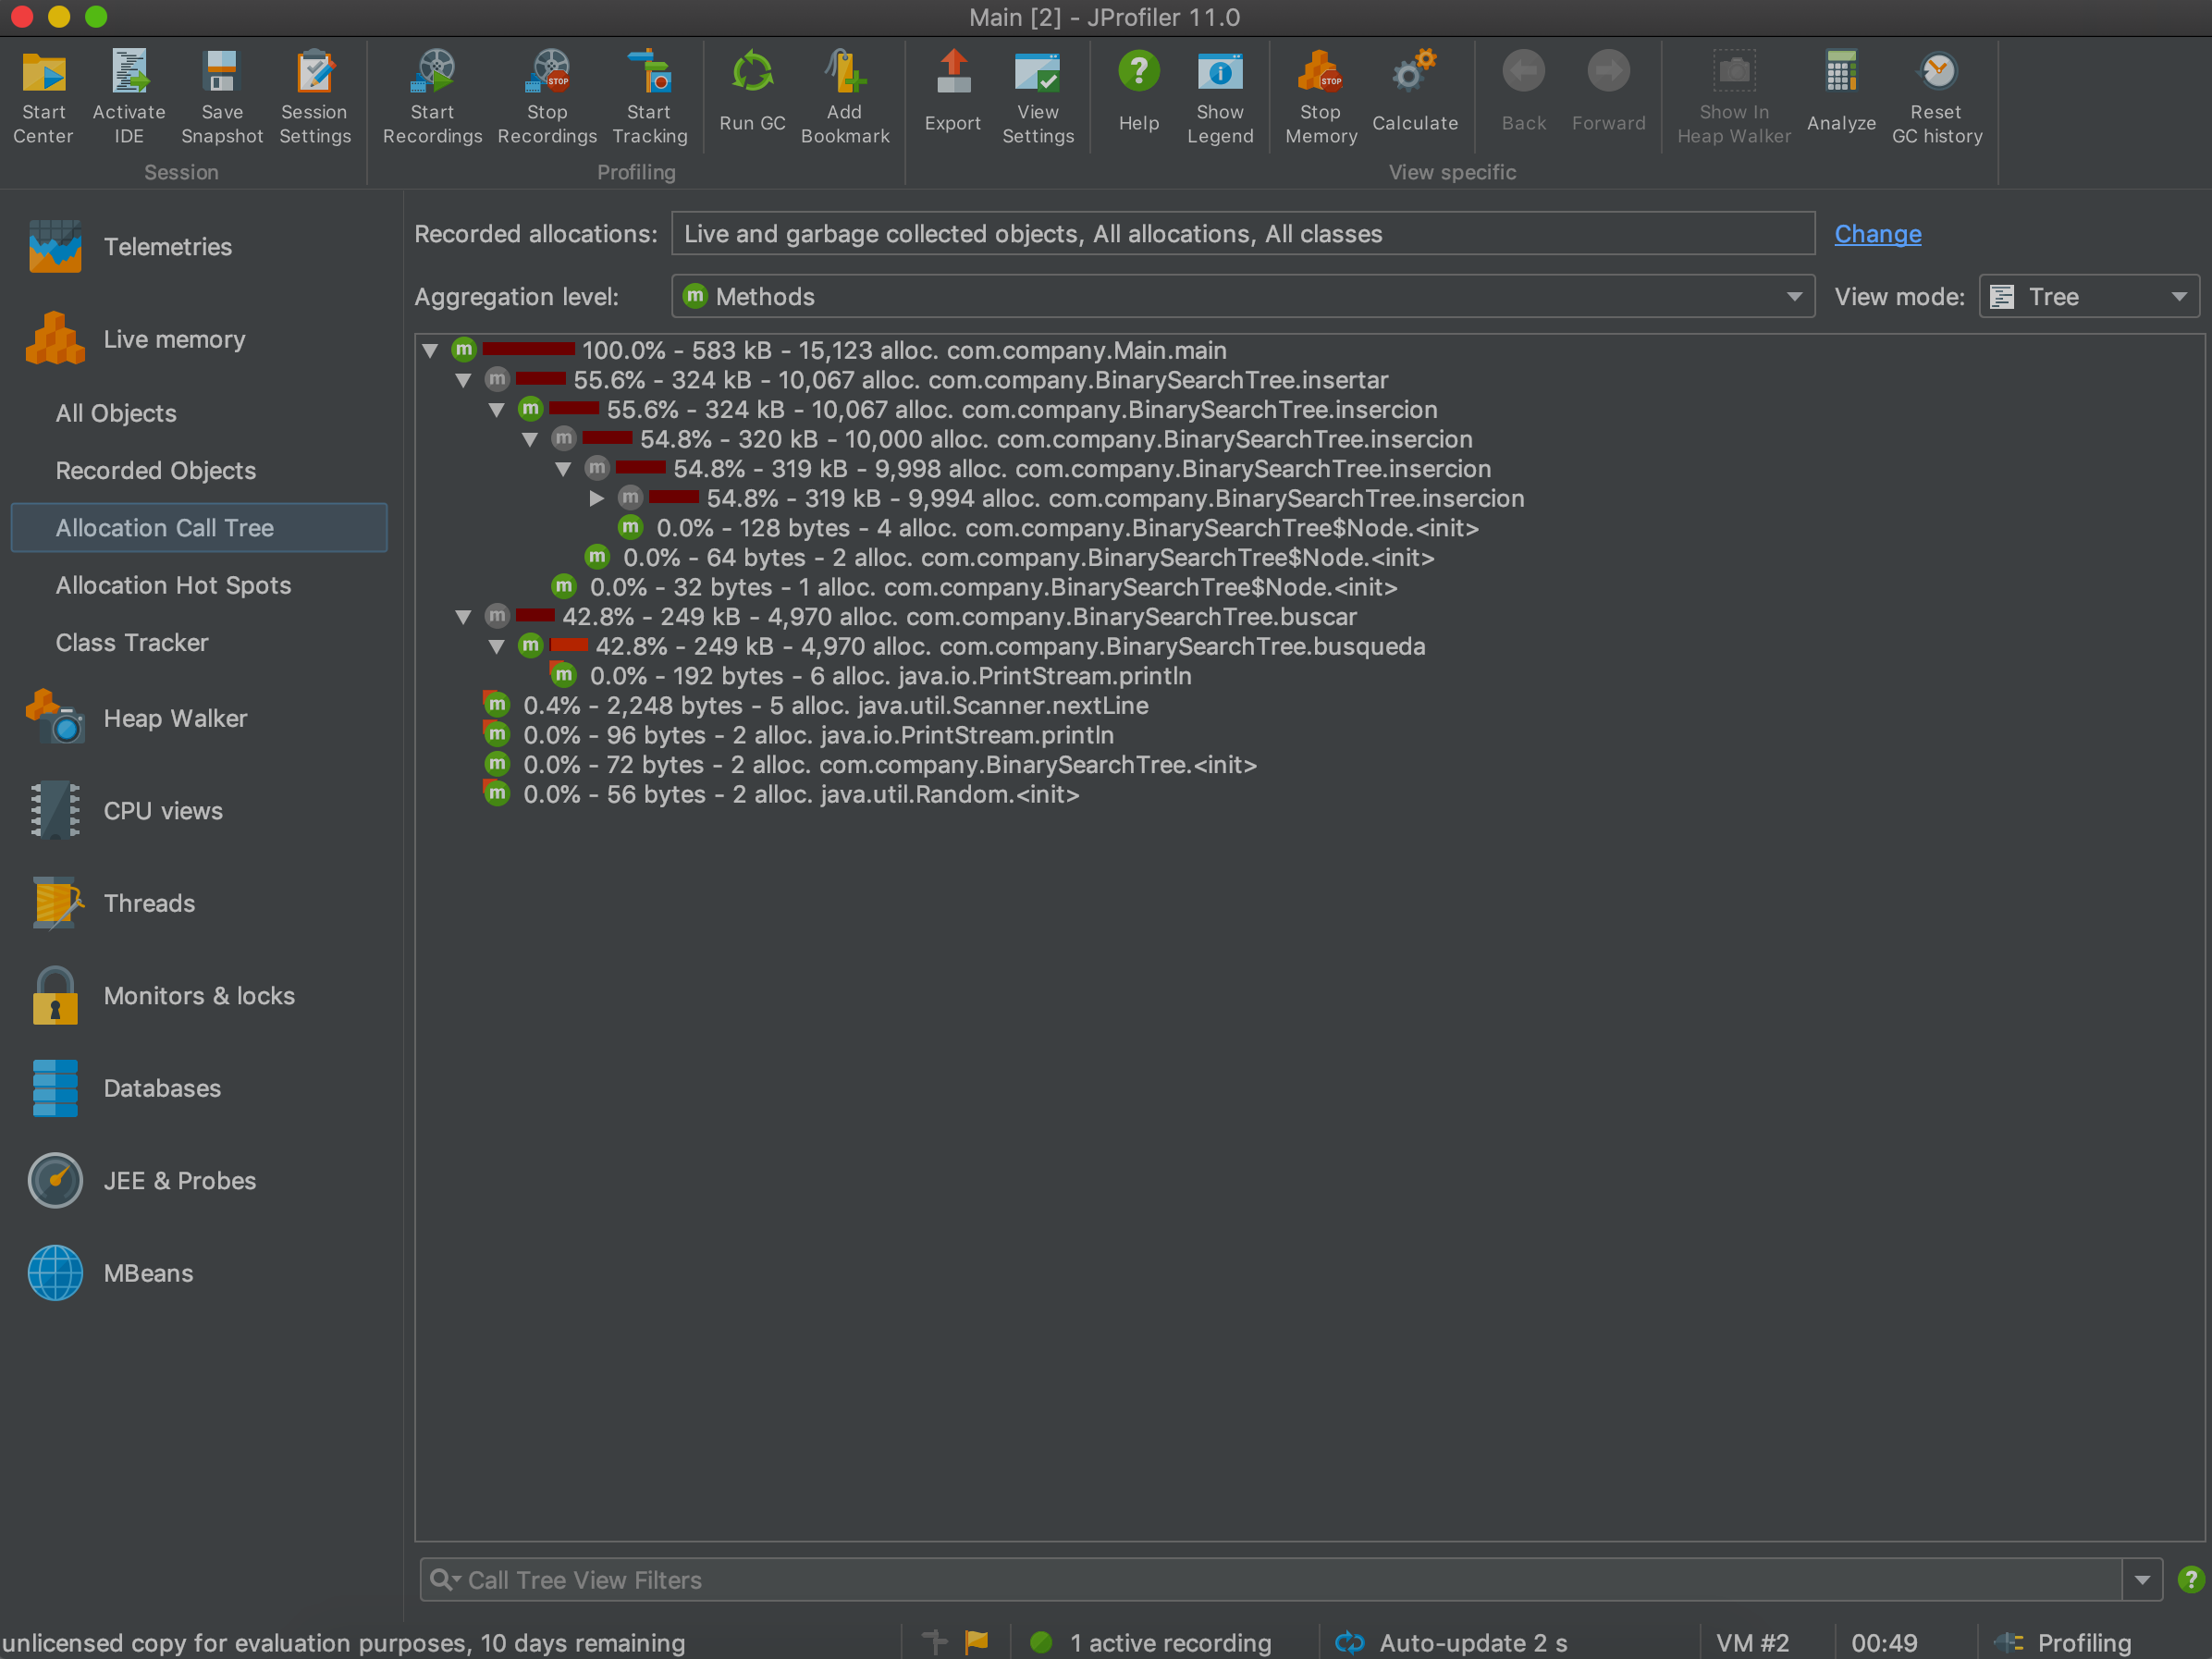 Main [2] - JProfiler 11.0
Start Center
Activate IDE
Save Snapshot
Session Settings
Start Recordings
Stop Recordings
Start Tracking
Run GC
Add Bookmark
Export
View Settings
Help
Show Legend
Stop Memory
Calculate
Back
Forward
Show In Heap Walker
Analyze
Reset GC history
Session
Profiling
View specific
Telemetries
Live memory
All Objects
Recorded Objects
Allocation Call Tree
Allocation Hot Spots
Class Tracker
Heap Walker
CPU views
Threads
Monitors & locks
Databases
JEE & Probes
MBeans
Recorded allocations: Live and garbage collected objects, All allocations, All classes Change
Aggregation level: m Methods View mode: Tree
m 100.0% - 583 kB - 15,123 alloc. com.company.Main.main
m 55.6% - 324 kB - 10,067 alloc. com.company.BinarySearchTree.insertar
m 55.6% - 324 kB - 10,067 alloc. com.company.BinarySearchTree.insercion
m 54.8% - 320 kB - 10,000 alloc. com.company.BinarySearchTree.insercion
m 54.8% - 319 kB - 9,998 alloc. com.company.BinarySearchTree.insercion
m 54.8% - 319 kB - 9,994 alloc. com.company.BinarySearchTree.insercion
m 0.0% - 128 bytes - 4 alloc. com.company.BinarySearchTree$Node.<init>
m 0.0% - 64 bytes - 2 alloc. com.company.BinarySearchTree$Node.<init>
m 0.0% - 32 bytes - 1 alloc. com.company.BinarySearchTree$Node.<init>
m 42.8% - 249 kB - 4,970 alloc. com.company.BinarySearchTree.buscar
m 42.8% - 249 kB - 4,970 alloc. com.company.BinarySearchTree.busqueda
m 0.0% - 192 bytes - 6 alloc. java.io.PrintStream.println
m 0.4% - 2,248 bytes - 5 alloc. java.util.Scanner.nextLine
m 0.0% - 96 bytes - 2 alloc. java.io.PrintStream.println
m 0.0% - 72 bytes - 2 alloc. com.company.BinarySearchTree.<init>
m 0.0% - 56 bytes - 2 alloc. java.util.Random.<init>
Call Tree View Filters
unlicensed copy for evaluation purposes, 10 days remaining
1 active recording
Auto-update 2 s
VM #2
00:49
Profiling